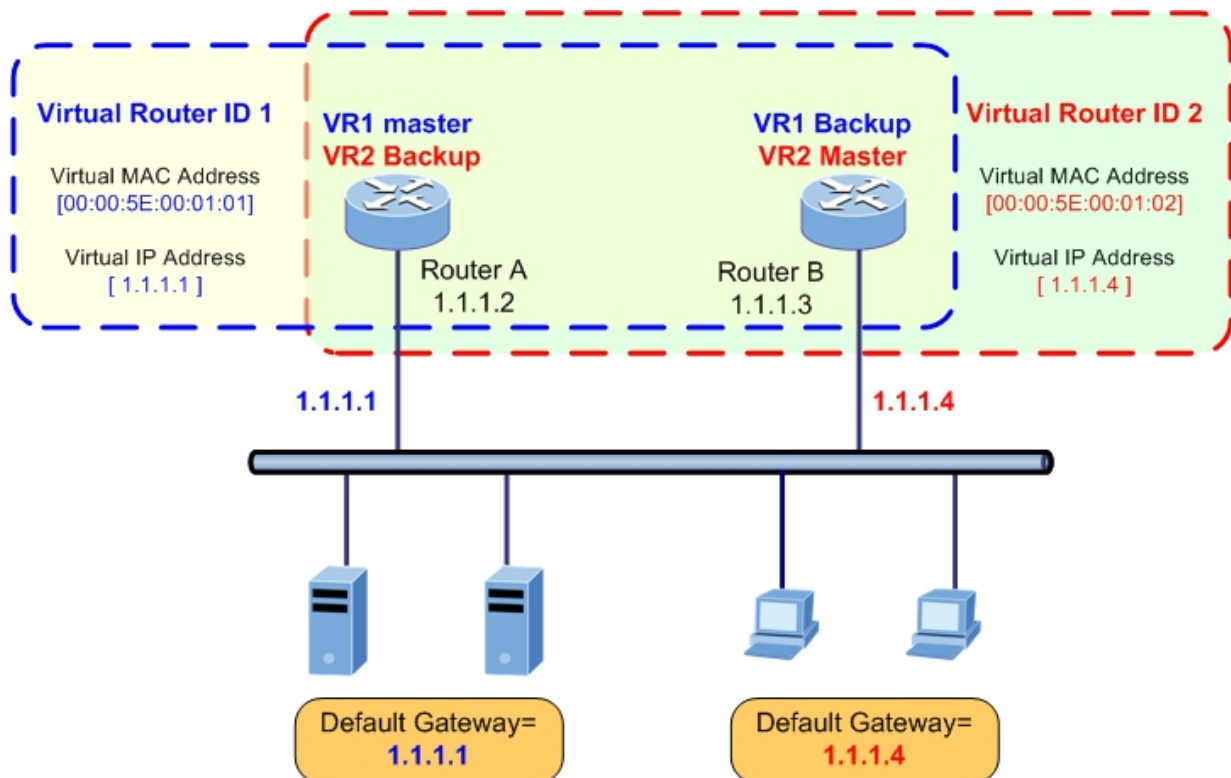 Virtual Router ID 1
Virtual MAC Address
[00:00:5E:00:01:01]
Virtual IP Address
[ 1.1.1.1 ]
VR1 master
VR2 Backup
Router A
1.1.1.2
VR1 Backup
VR2 Master
Router B
1.1.1.3
Virtual Router ID 2
Virtual MAC Address
[00:00:5E:00:01:02]
Virtual IP Address
[ 1.1.1.4 ]
1.1.1.1
1.1.1.4
Default Gateway=
1.1.1.1
Default Gateway=
1.1.1.4